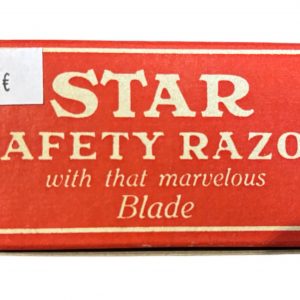 €
STAR
AFETY RAZO
with that marvelous
Blade